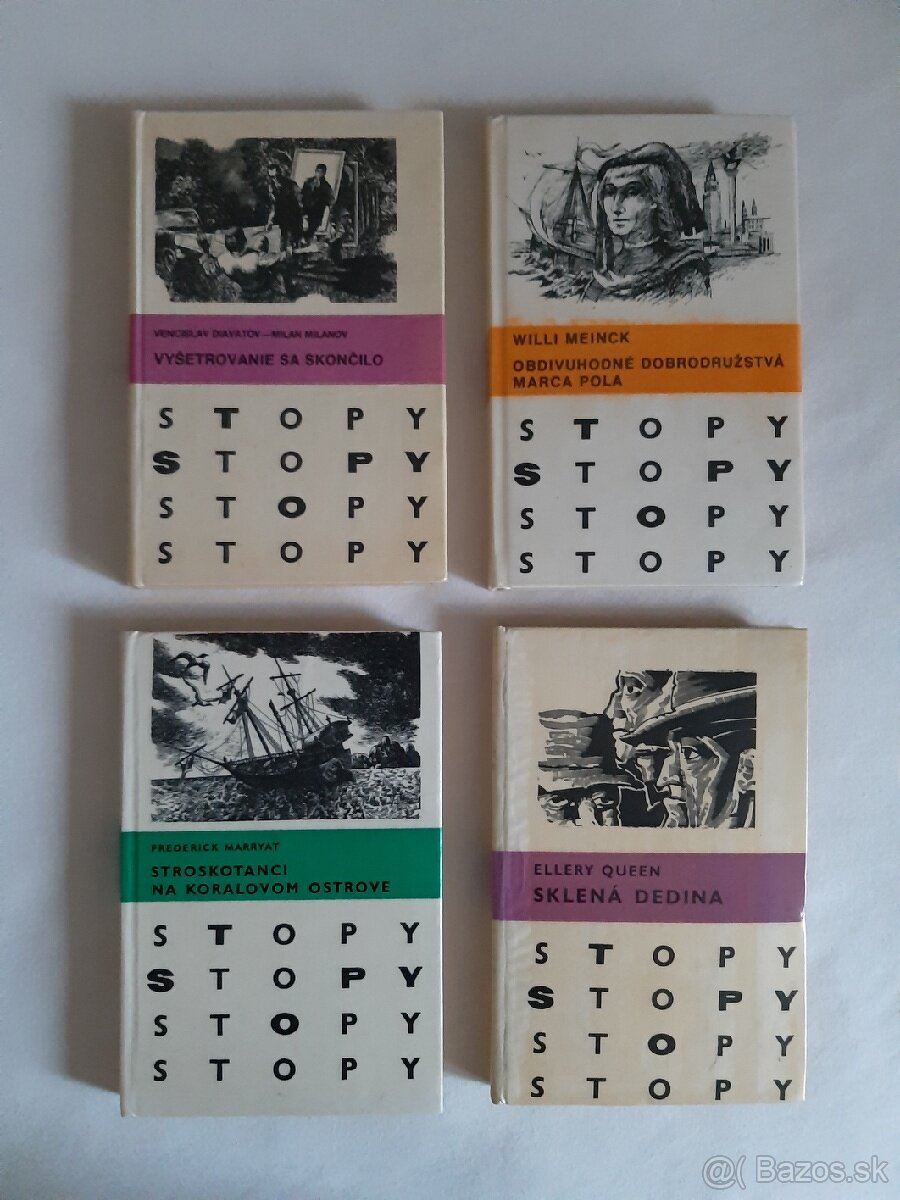 VENCISLAV DIAVATOV—MILAN MILANOV
VYŠETROVANIE SA SKONČILO
S T O P Y
S T O P Y
S T O P Y
S T O P Y
WILLI MEINCK
OBDIVUHODNÉ DOBRODRUŽSTVÁ
MARCA POLA
S T O P Y
S T O P Y
S T O P Y
S T O P Y
FREDERICK MARRYAT
STROSKOTANCI
NA KORALOVOM OSTROVE
S T O P Y
S T O P Y
S T O P Y
S T O P Y
ELLERY QUEEN
SKLENÁ DEDINA
S T O P Y
S T O P Y
S T O P Y
S T O P Y
@( Bazos.sk